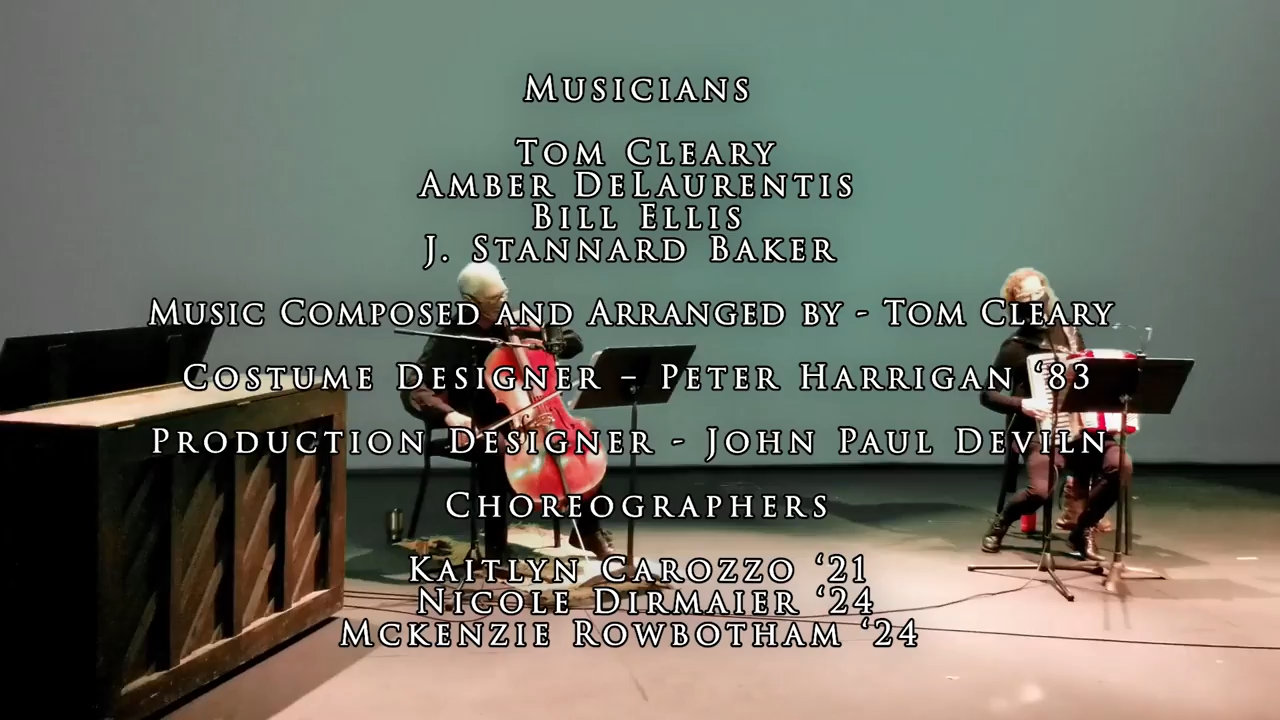 Musicians
Tom Cleary
Amber DeLaurentis
Bill Ellis
J. Stannard Baker
Music Composed and Arranged by - Tom Cleary
Costume Designer – Peter Harrigan ‘83
Production Designer - John Paul Deviln
Choreographers
Kaitlyn Carozzo ‘21
Nicole Dirmaier ‘24
Mckenzie Rowbotham ‘24